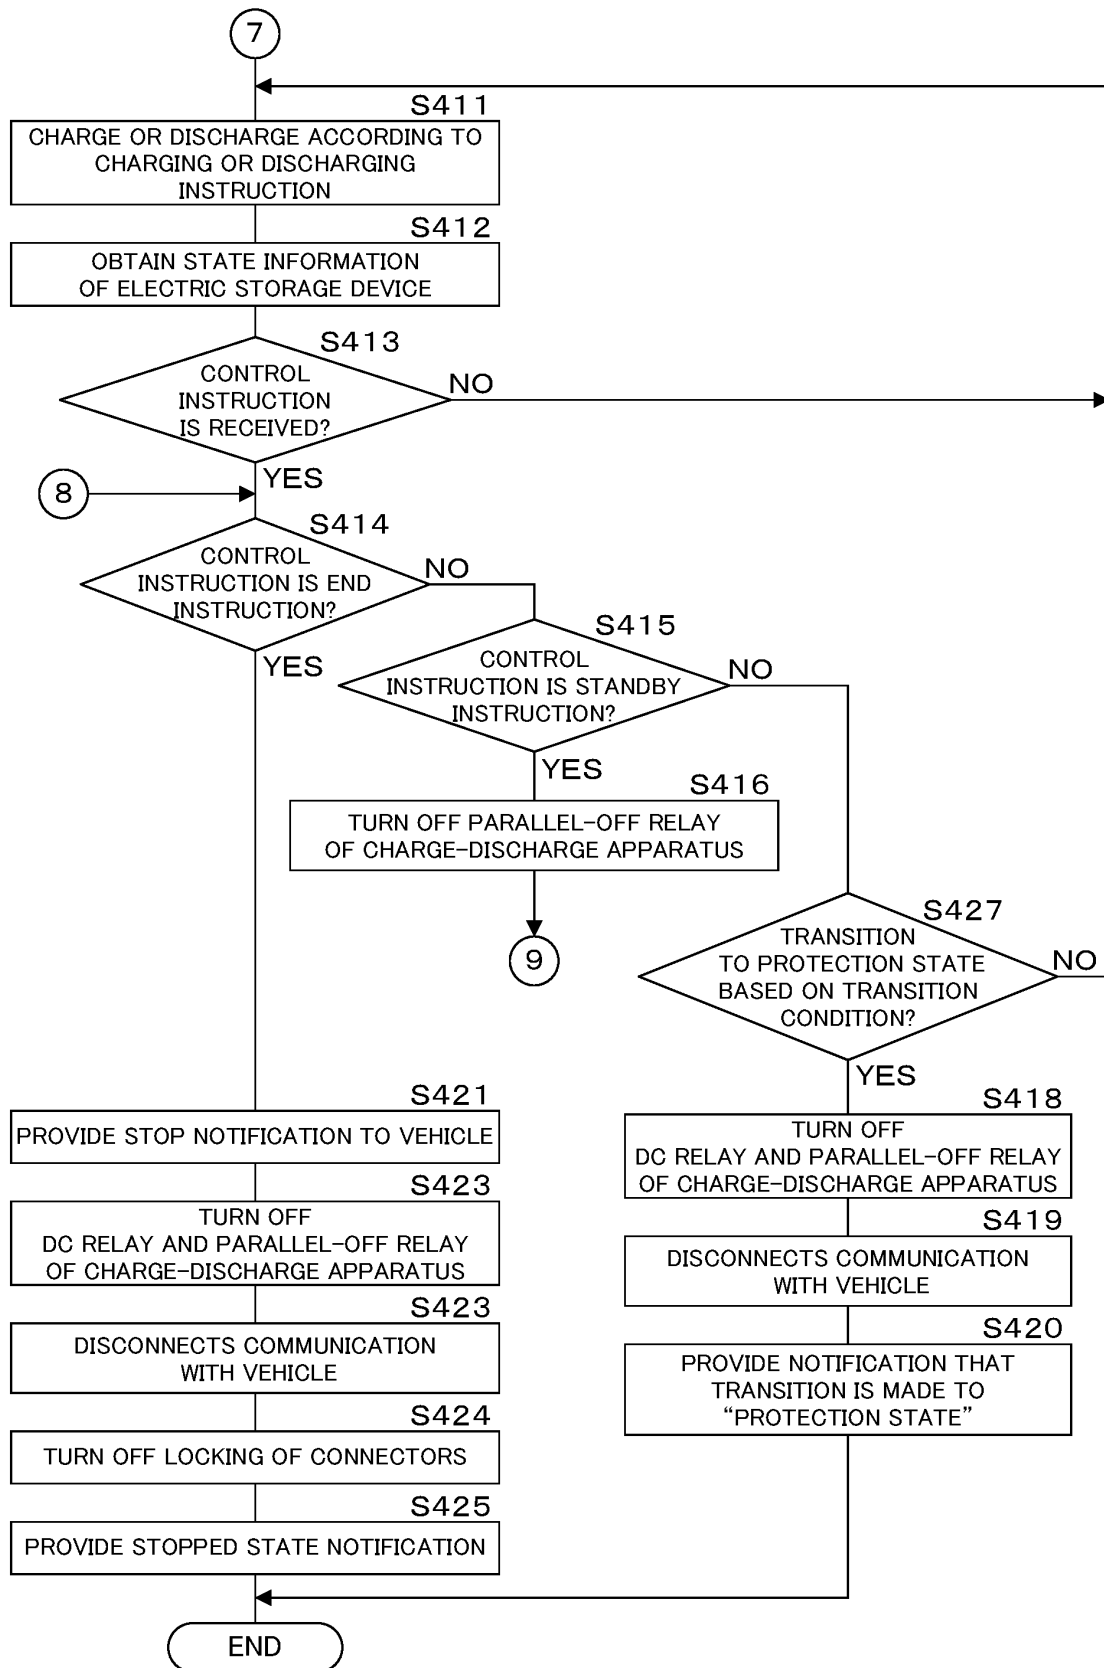 7
S411
CHARGE OR DISCHARGE ACCORDING TO
CHARGING OR DISCHARGING
INSTRUCTION
S412
OBTAIN STATE INFORMATION
OF ELECTRIC STORAGE DEVICE
S413
CONTROL
INSTRUCTION
IS RECEIVED?
NO
YES
8
S414
CONTROL
INSTRUCTION IS END
INSTRUCTION?
NO
YES
S415
CONTROL
INSTRUCTION IS STANDBY
INSTRUCTION?
NO
YES
S416
TURN OFF PARALLEL-OFF RELAY
OF CHARGE-DISCHARGE APPARATUS
9
S427
TRANSITION
TO PROTECTION STATE
BASED ON TRANSITION
CONDITION?
NO
YES
S421
PROVIDE STOP NOTIFICATION TO VEHICLE
S423
TURN OFF
DC RELAY AND PARALLEL-OFF RELAY
OF CHARGE-DISCHARGE APPARATUS
S423
DISCONNECTS COMMUNICATION
WITH VEHICLE
S424
TURN OFF LOCKING OF CONNECTORS
S425
PROVIDE STOPPED STATE NOTIFICATION
S418
TURN OFF
DC RELAY AND PARALLEL-OFF RELAY
OF CHARGE-DISCHARGE APPARATUS
S419
DISCONNECTS COMMUNICATION
WITH VEHICLE
S420
PROVIDE NOTIFICATION THAT
TRANSITION IS MADE TO
“PROTECTION STATE”
END